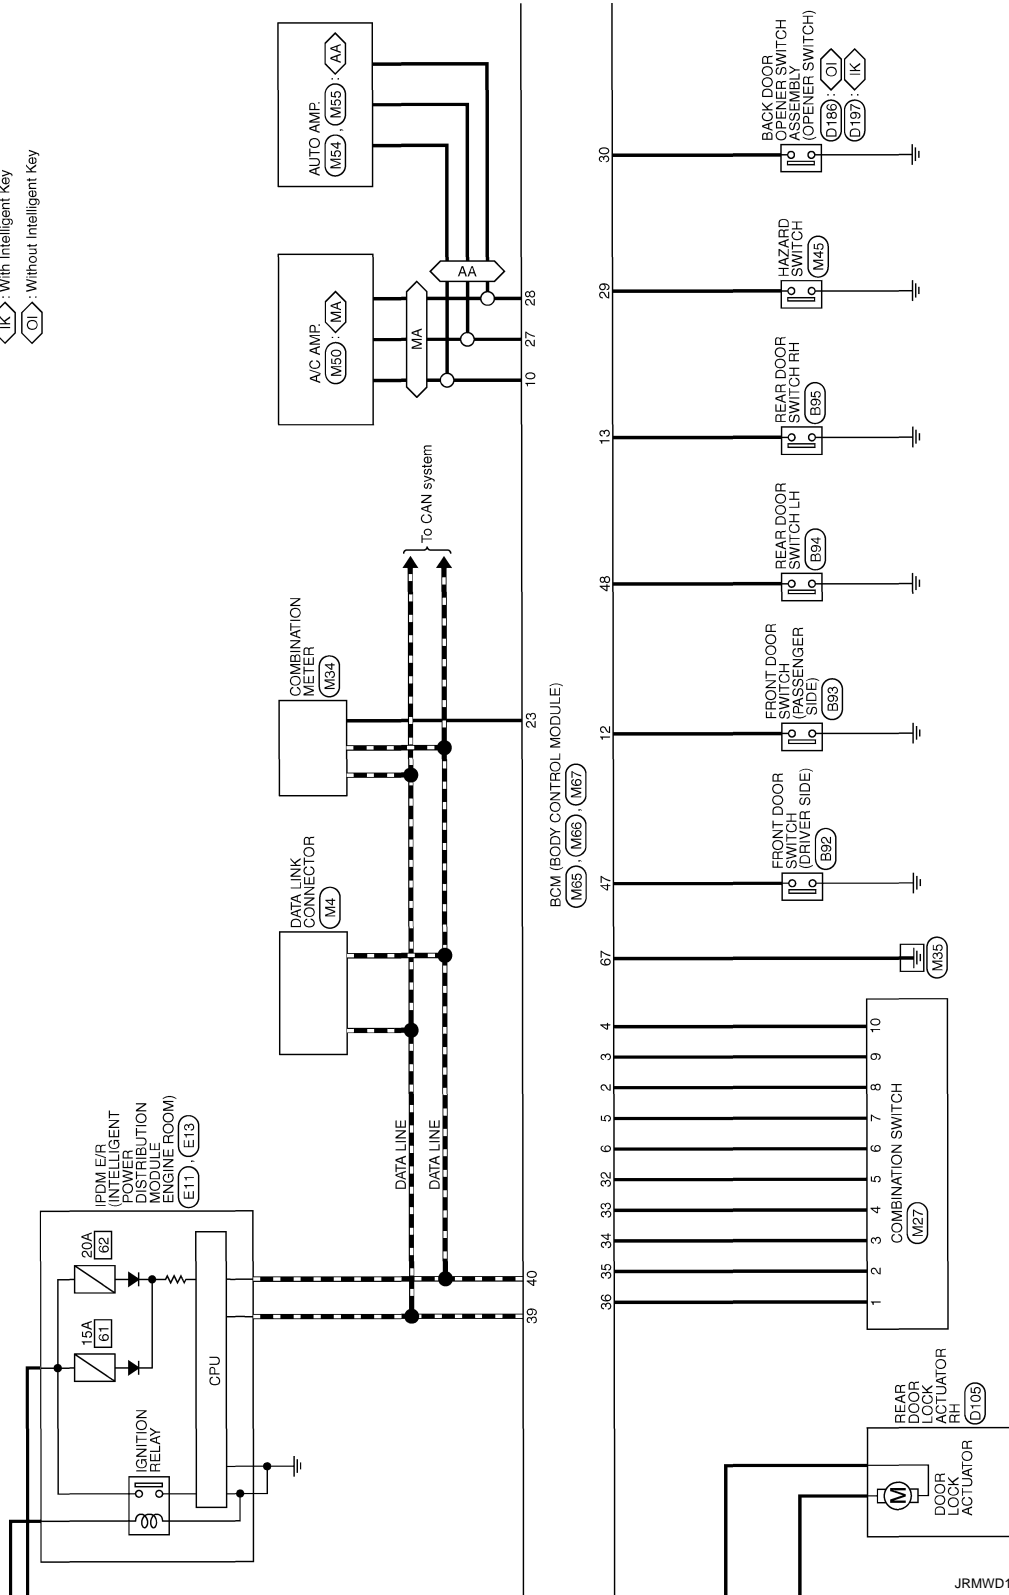 IK : With Intelligent Key
OI : Without Intelligent Key
IPDM E/R
(INTELLIGENT
POWER
DISTRIBUTION
MODULE
ENGINE ROOM)
E11 , E13
20A
62
15A
61
CPU
IGNITION
RELAY
DATA LINE
DATA LINE
DATA LINK
CONNECTOR
M4
COMBINATION
METER
M34
To CAN system
A/C AMP.
M50 : MA
AUTO AMP.
M54 , M55 : AA
MA
AA
39
40
23
10
27
28
BCM (BODY CONTROL MODULE)
M65 , M66 , M67
36
35
34
33
32
6
5
2
3
4
67
47
12
48
13
29
30
1
2
3
4
5
6
7
8
9
10
COMBINATION SWITCH
M27
M35
FRONT DOOR
SWITCH
(DRIVER SIDE)
B92
FRONT DOOR
SWITCH
(PASSENGER
SIDE)
B93
REAR DOOR
SWITCH LH
B94
REAR DOOR
SWITCH RH
B95
HAZARD
SWITCH
M45
BACK DOOR
OPENER SWITCH
ASSEMBLY
(OPENER SWITCH)
D186 : OI
D197 : IK
REAR
DOOR
LOCK
ACTUATOR
RH
D105
M
DOOR
LOCK
ACTUATOR
JRMWD1